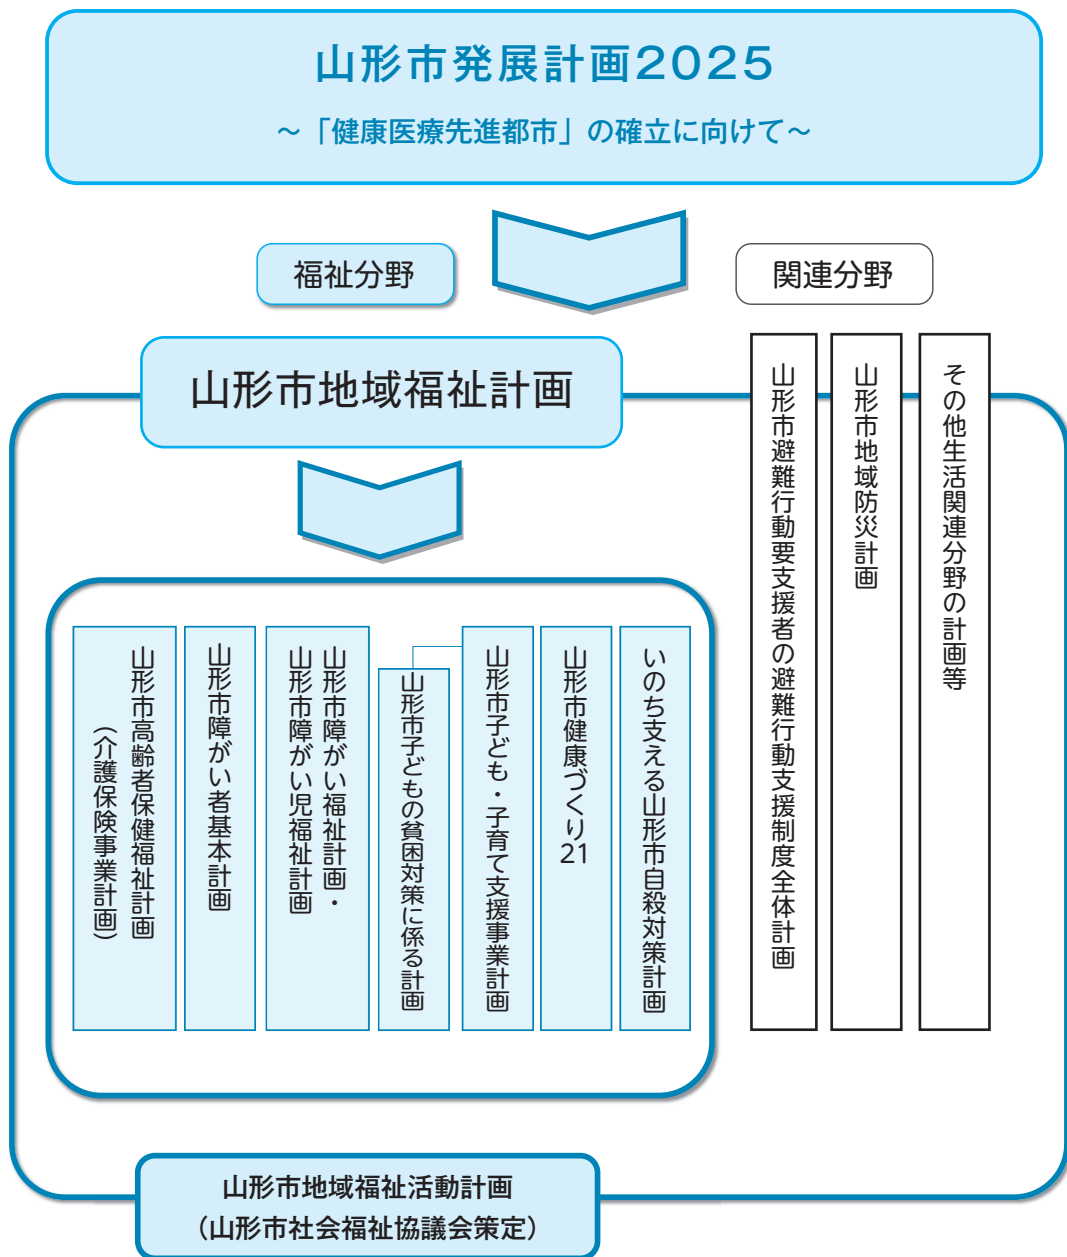 山形市発展計画2025
～「健康医療先進都市」の確立に向けて～
福祉分野
関連分野
山形市地域福祉計画
山形市高齢者保健福祉計画
（介護保険事業計画）
山形市障がい者基本計画
山形市障がい福祉計画・
山形市障がい児福祉計画
山形市子どもの貧困対策に係る計画
山形市子ども・子育て支援事業計画
山形市健康づくり21
いのち支える山形市自殺対策計画
山形市避難行動要支援者の避難行動支援制度全体計画
山形市地域防災計画
その他生活関連分野の計画等
山形市地域福祉活動計画
（山形市社会福祉協議会策定）